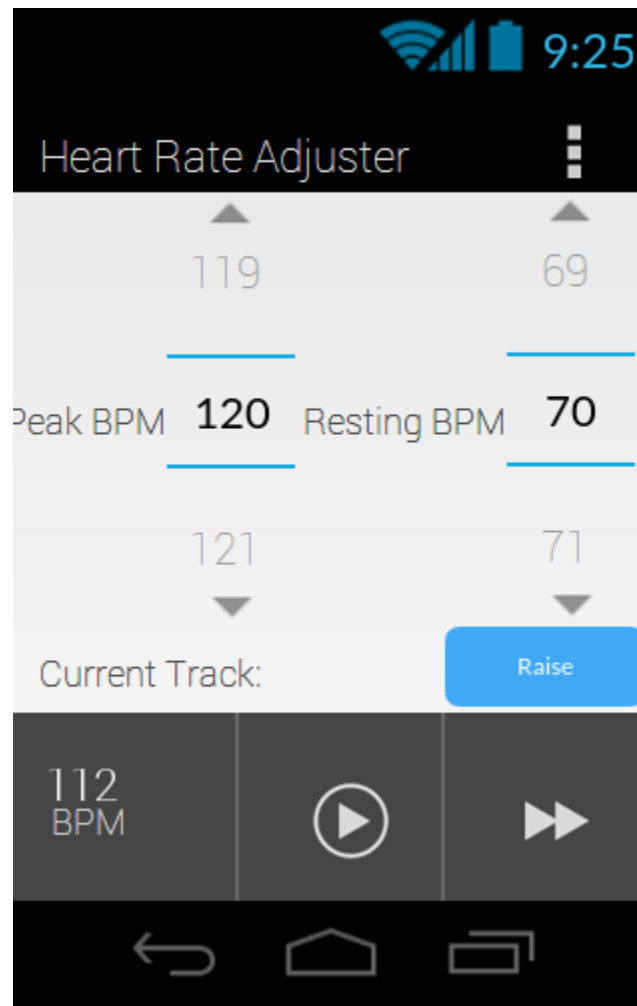 9:25
Heart Rate Adjuster
119 69
Peak BPM 120 Resting BPM 70
121 71
Current Track: Raise
112
BPM